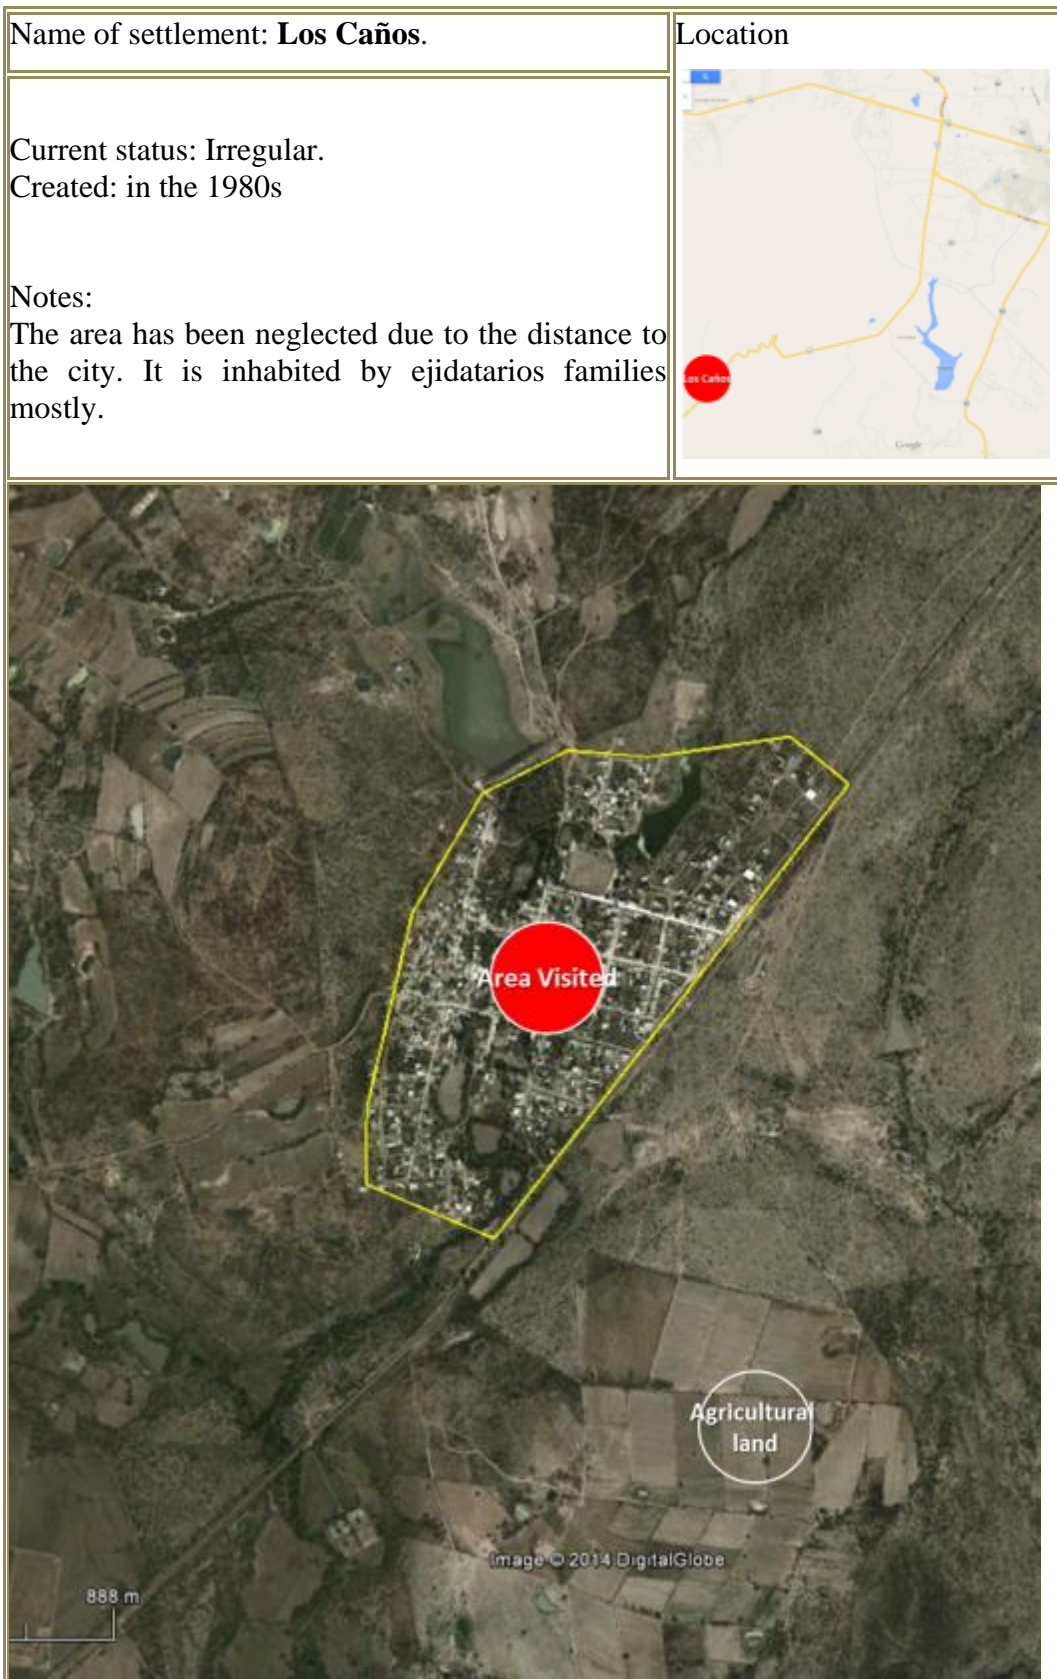 Name of settlement: Los Caños.
Location
Current status: Irregular.
Created: in the 1980s
Notes:
The area has been neglected due to the distance to
the city. It is inhabited by ejidatarios families
mostly.
Los Caños
Google
Area Visited
Agricultural
land
Image © 2014 DigitalGlobe
888 m